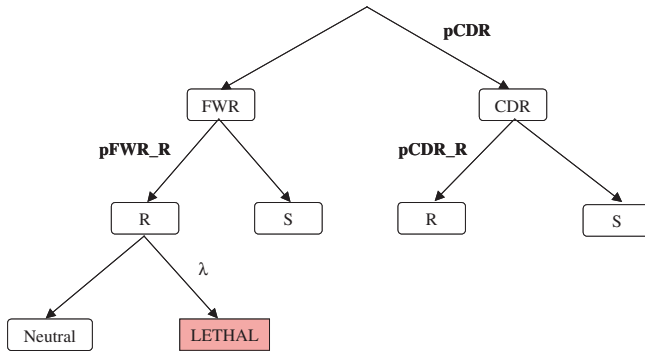 pCDR
FWR
CDR
pFWR_R
pCDR_R
R
S
R
S
λ
Neutral
LETHAL